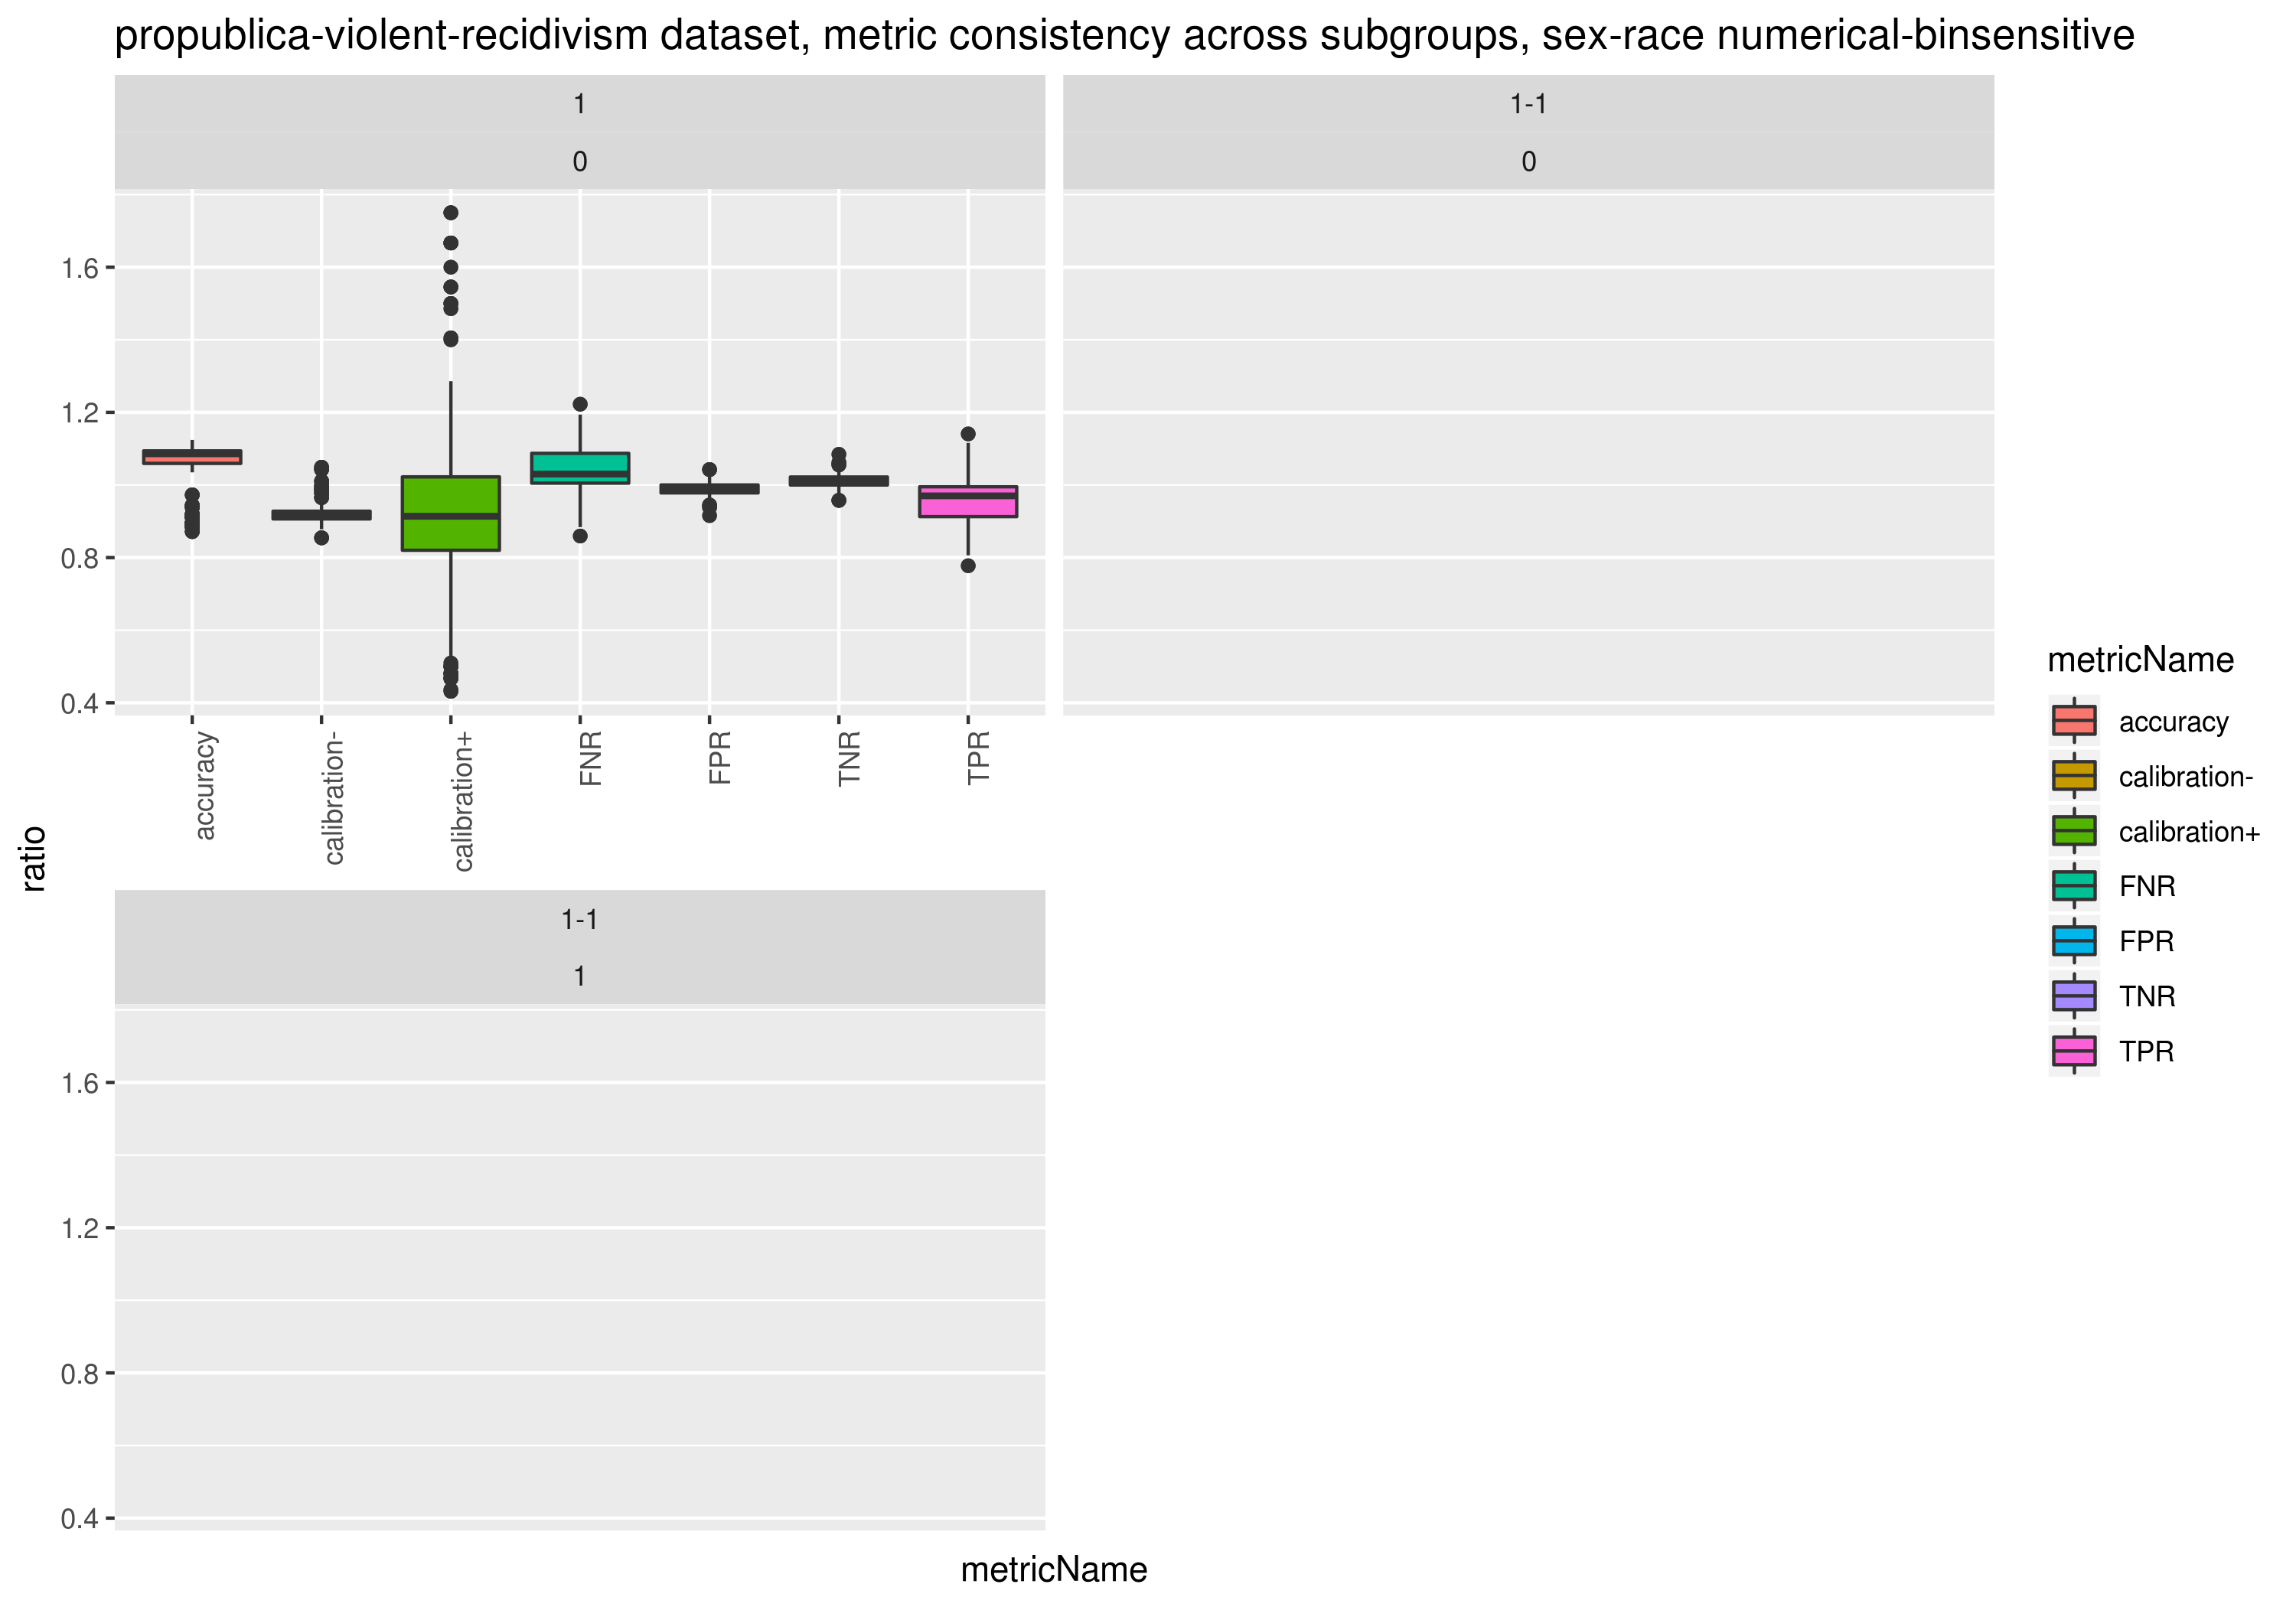 propublica-violent-recidivism dataset, metric consistency across subgroups, sex-race numerical-binsensitive
1
0
1-1
0
1.6
1.2
0.8
0.4
accuracy
calibration-
calibration+
FNR
FPR
TNR
TPR
ratio
1-1
1
1.6
1.2
0.8
0.4
metricName
metricName
accuracy
calibration-
calibration+
FNR
FPR
TNR
TPR